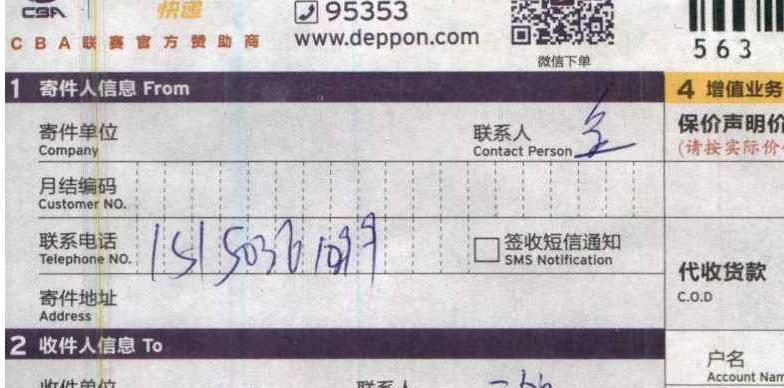 CBA 快递 95353
CBA联赛官方赞助商 www.deppon.com
微信下单
563
1 寄件人信息 From
4 增值业务
寄件单位
Company
联系人
Contact Person
保价声明价
(请按实际价
月结编码
Customer NO.
联系电话
Telephone NO.
签收短信通知
SMS Notification
代收货款
C.O.D
寄件地址
Address
2 收件人信息 To
户名
Account Nam
收件单位
联系人